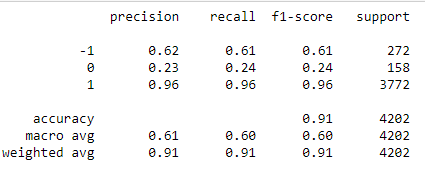 precision recall f1-score support
-1 0.62 0.61 0.61 272
0 0.23 0.24 0.24 158
1 0.96 0.96 0.96 3772
accuracy 0.91 4202
macro avg 0.61 0.60 0.60 4202
weighted avg 0.91 0.91 0.91 4202